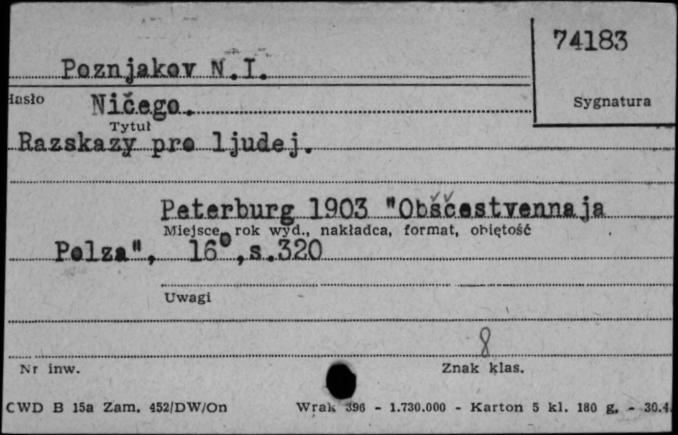 74183
Poznjakov N.I.
Hasło Ničego. Sygnatura
Tytuł
Razskazy pro ljudej.
Peterburg 1903 "Obščestvennaja
Miejsce, rok wyd., nakładca, format, objętość
Polza", 16°, s.320
Uwagi
8
Nr inw. Znak klas.
CWD B 15a Zam. 452/DW/On Wrak 396 - 1.730.000 - Karton 5 kl. 180 g. - 30.4